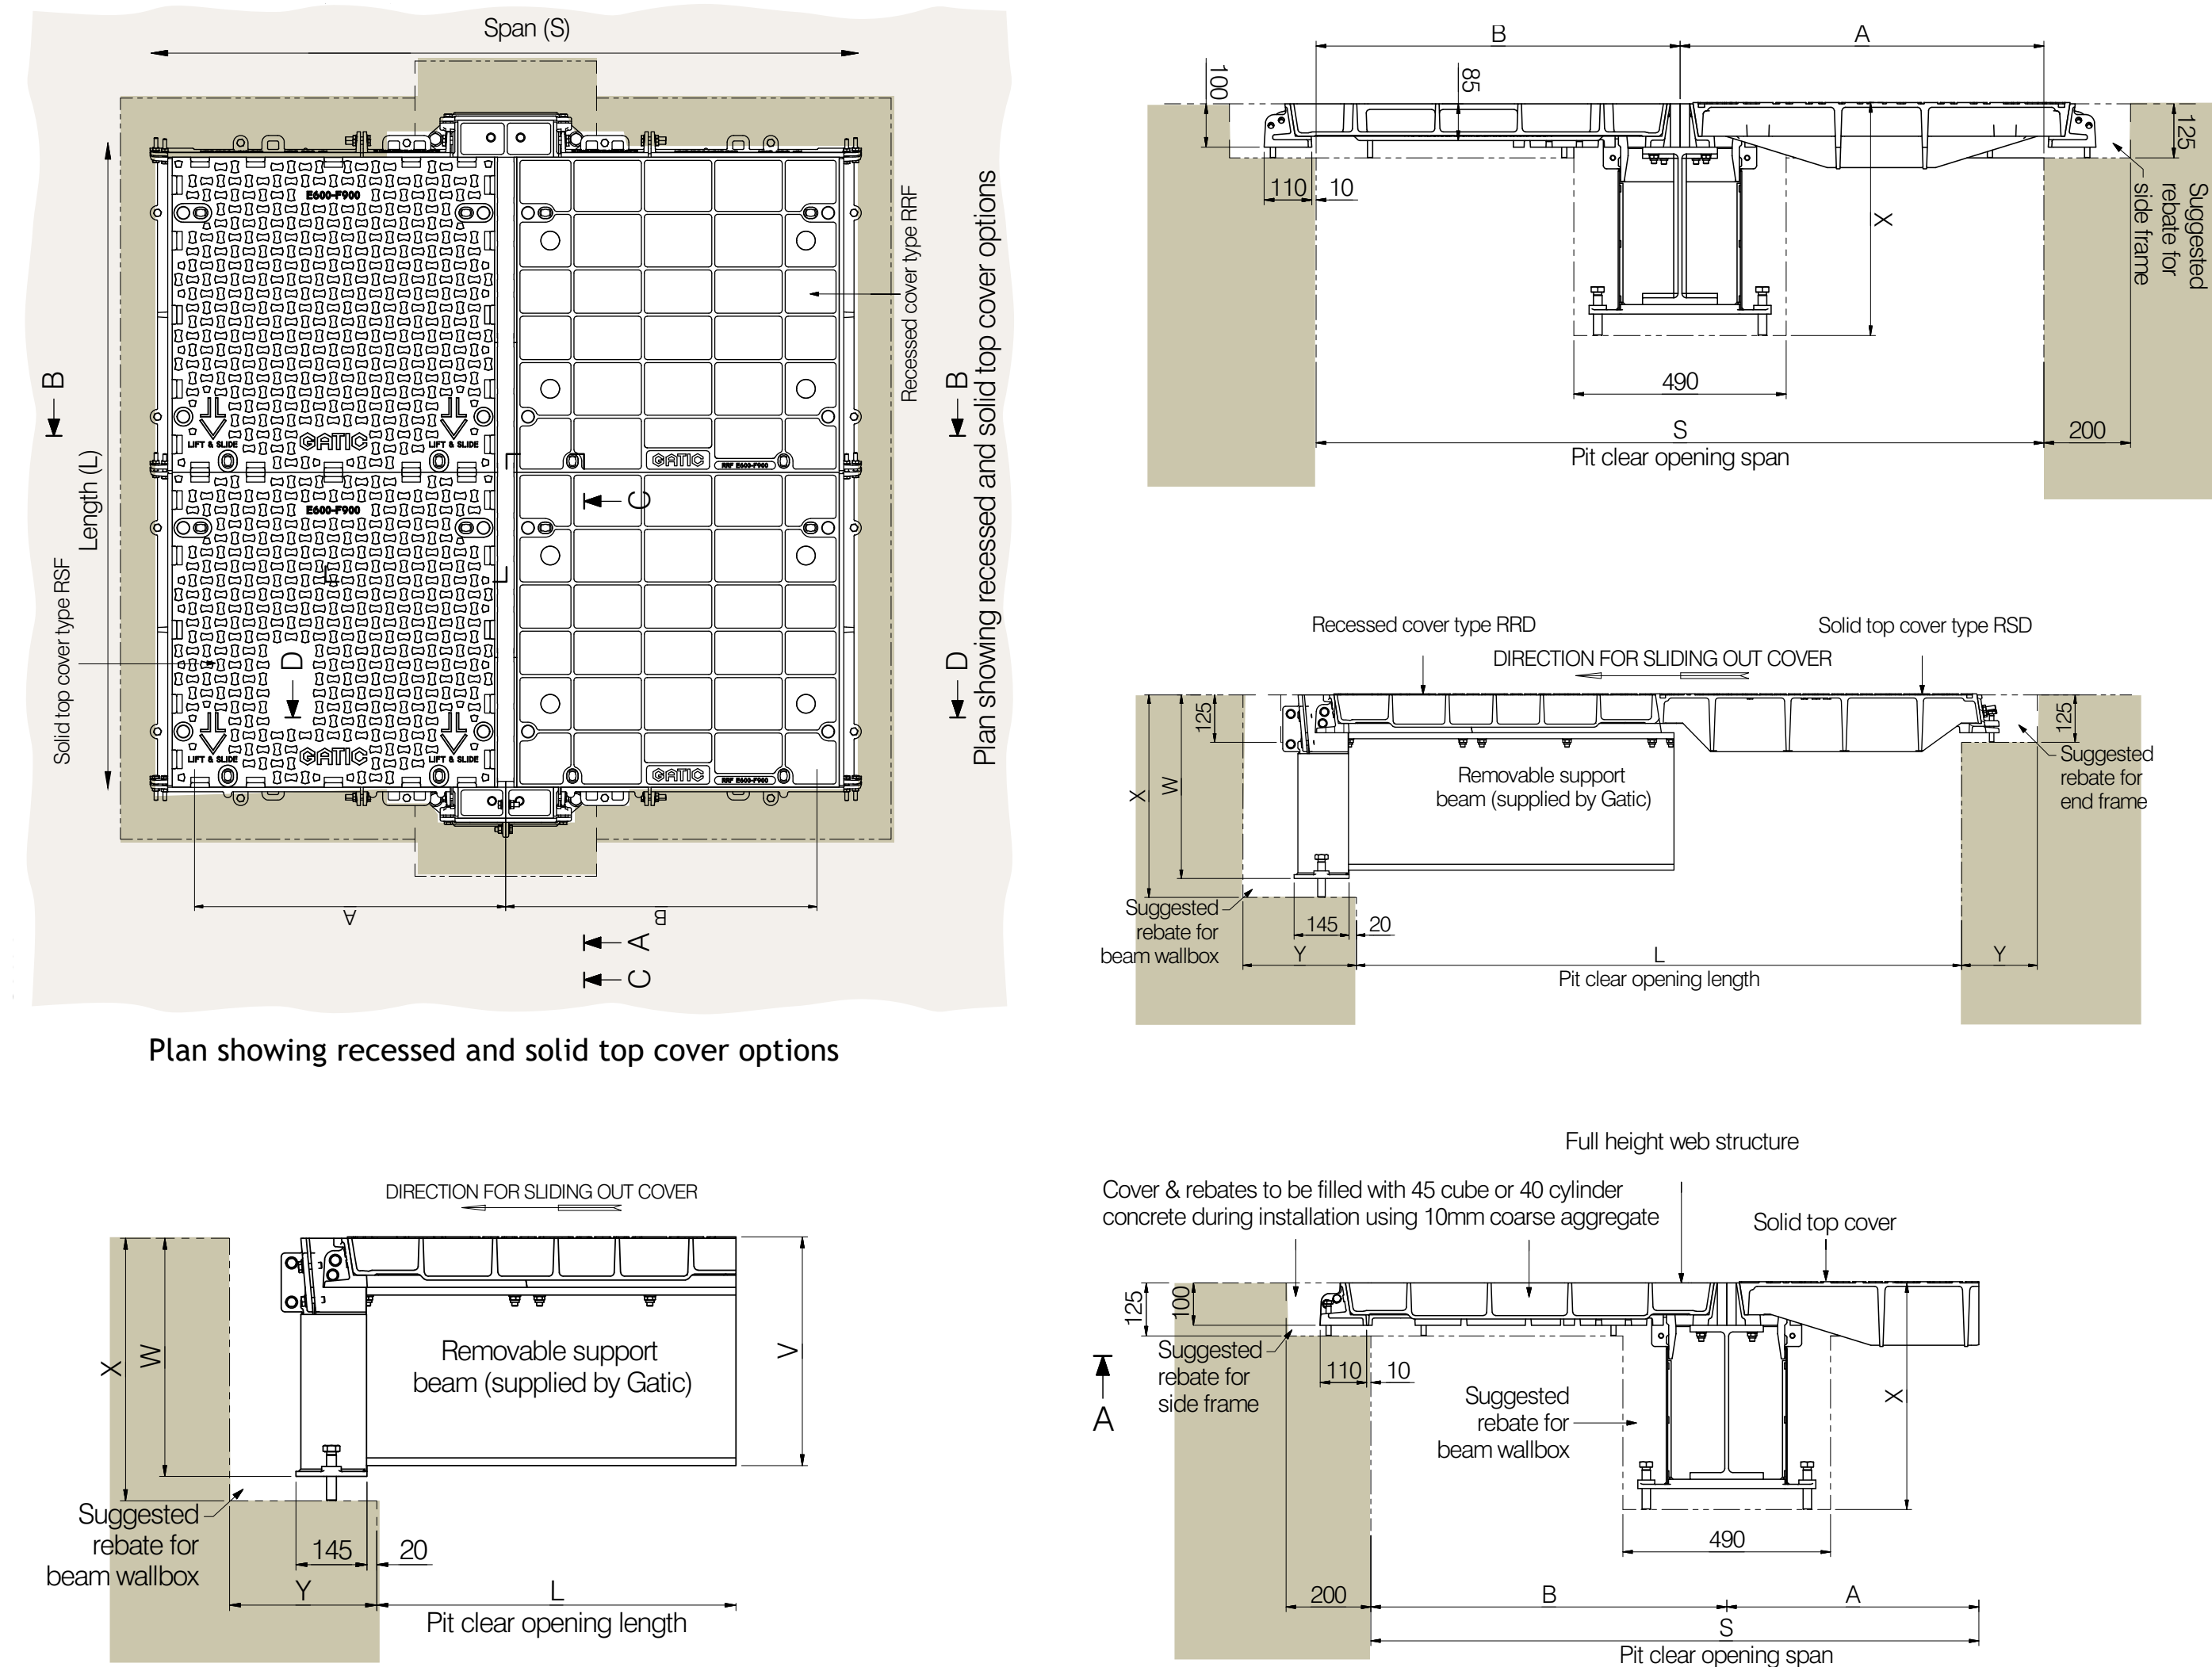 Span (S)
E600-F900
LIFT & SLIDE
GATIC
LIFT & SLIDE
GATIC
RRF E600-F900
E600-F900
LIFT & SLIDE
GATIC
LIFT & SLIDE
GATIC
RRF E600-F900
B
Length (L)
Solid top cover type RSF
D
C
Recessed cover type RRF
B
D
Plan showing recessed and solid top cover options
A
B
A
C
Plan showing recessed and solid top cover options
B
A
100
85
125
110
10
X
Suggested
rebate for
side frame
490
S
200
Pit clear opening span
Recessed cover type RRD
Solid top cover type RSD
DIRECTION FOR SLIDING OUT COVER
125
125
X
W
Removable support
beam (supplied by Gatic)
Suggested
rebate for
end frame
Suggested
rebate for
beam wallbox
145
20
Y
L
Y
Pit clear opening length
DIRECTION FOR SLIDING OUT COVER
X
W
V
Removable support
beam (supplied by Gatic)
Suggested
rebate for
beam wallbox
145
20
Y
L
Pit clear opening length
Full height web structure
Cover & rebates to be filled with 45 cube or 40 cylinder
concrete during installation using 10mm coarse aggregate
Solid top cover
125
100
A
Suggested
rebate for
side frame
110
10
Suggested
rebate for
beam wallbox
X
490
200
B
A
S
Pit clear opening span